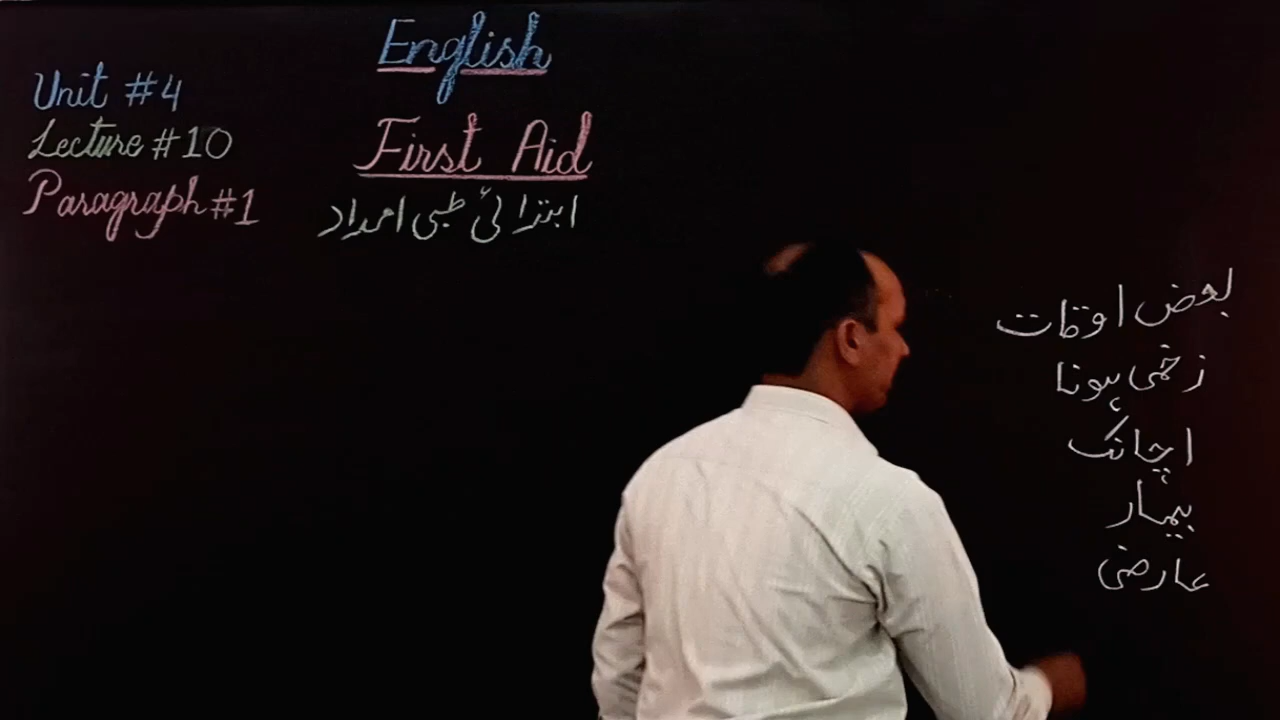 English
Unit #4
Lecture #10
Paragraph #1
First Aid
ابتدائی طبی امداد
بعض اوقات
زخمی ہونا
اچانک
بیمار
عارضی